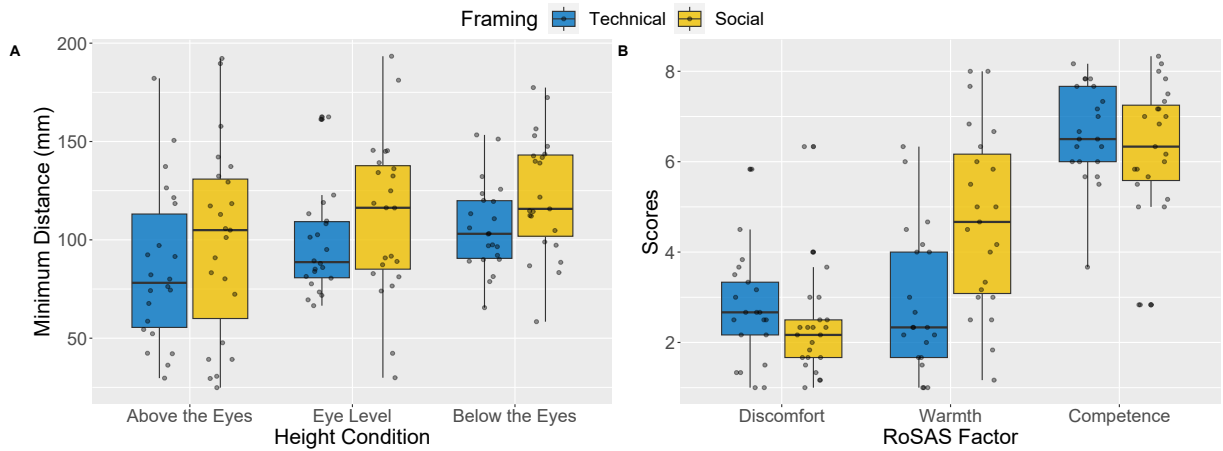 Framing Technical Social
A
200
150
100
50
Minimum Distance (mm)
Above the Eyes Eye Level Below the Eyes
Height Condition
B
8
6
4
2
Scores
Discomfort Warmth Competence
RoSAS Factor